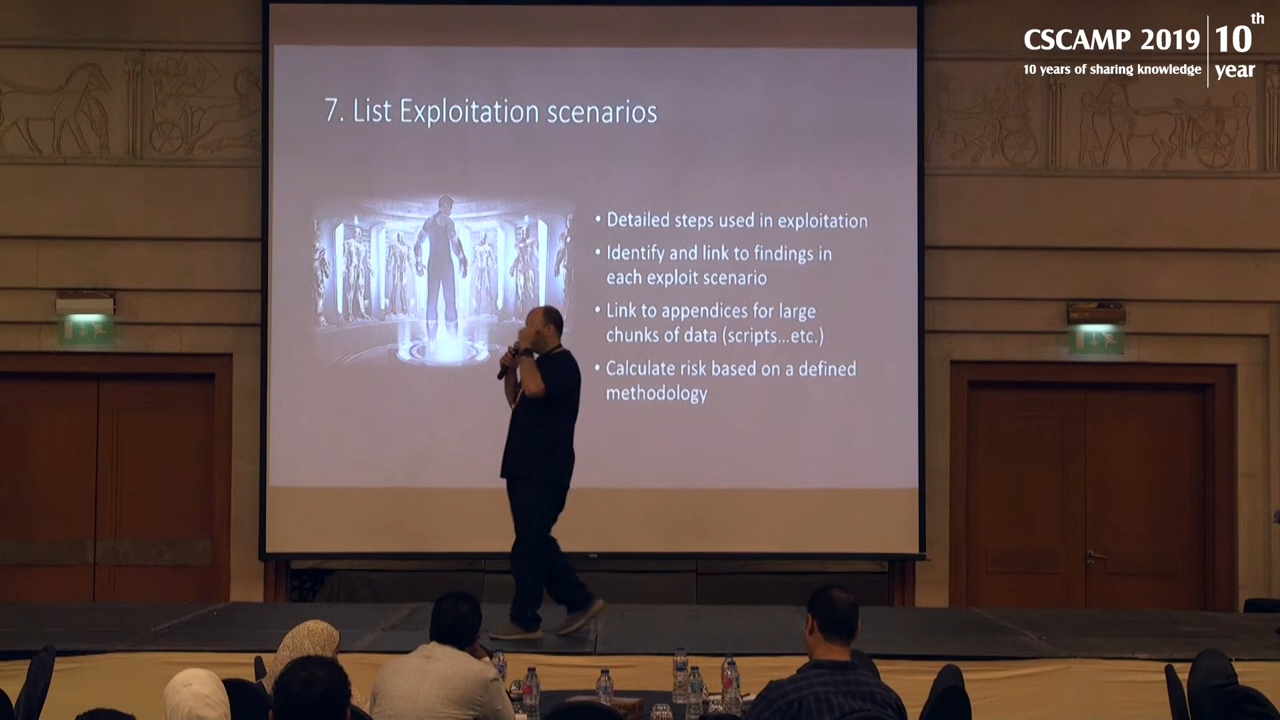 CSCAMP 2019
10 years of sharing knowledge
10th
year
7. List Exploitation scenarios
• Detailed steps used in exploitation
• Identify and link to findings in
each exploit scenario
• Link to appendices for large
chunks of data (scripts...etc.)
• Calculate risk based on a defined
methodology